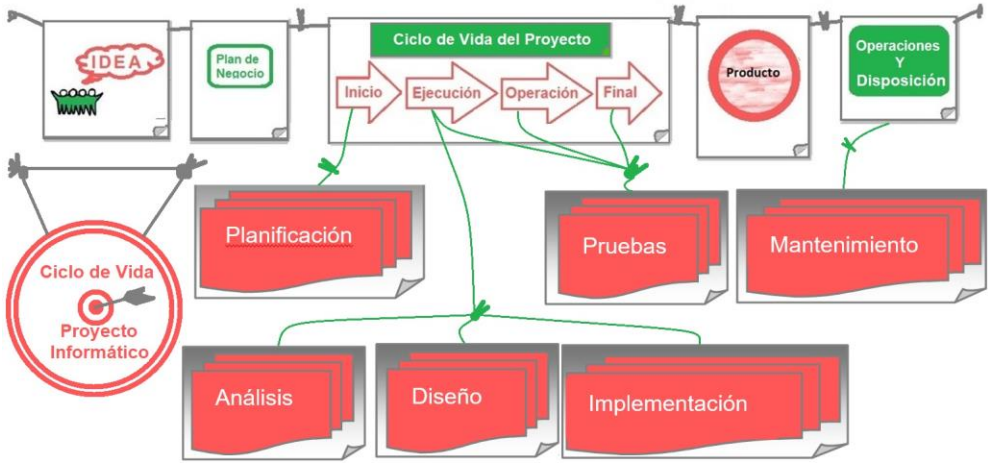 IDEA
Plan de
Negocio
Ciclo de Vida del Proyecto
Inicio
Ejecución
Operación
Final
Producto
Operaciones
Y
Disposición
Planificación
Pruebas
Mantenimiento
Ciclo de Vida
Proyecto
Informático
Análisis
Diseño
Implementación